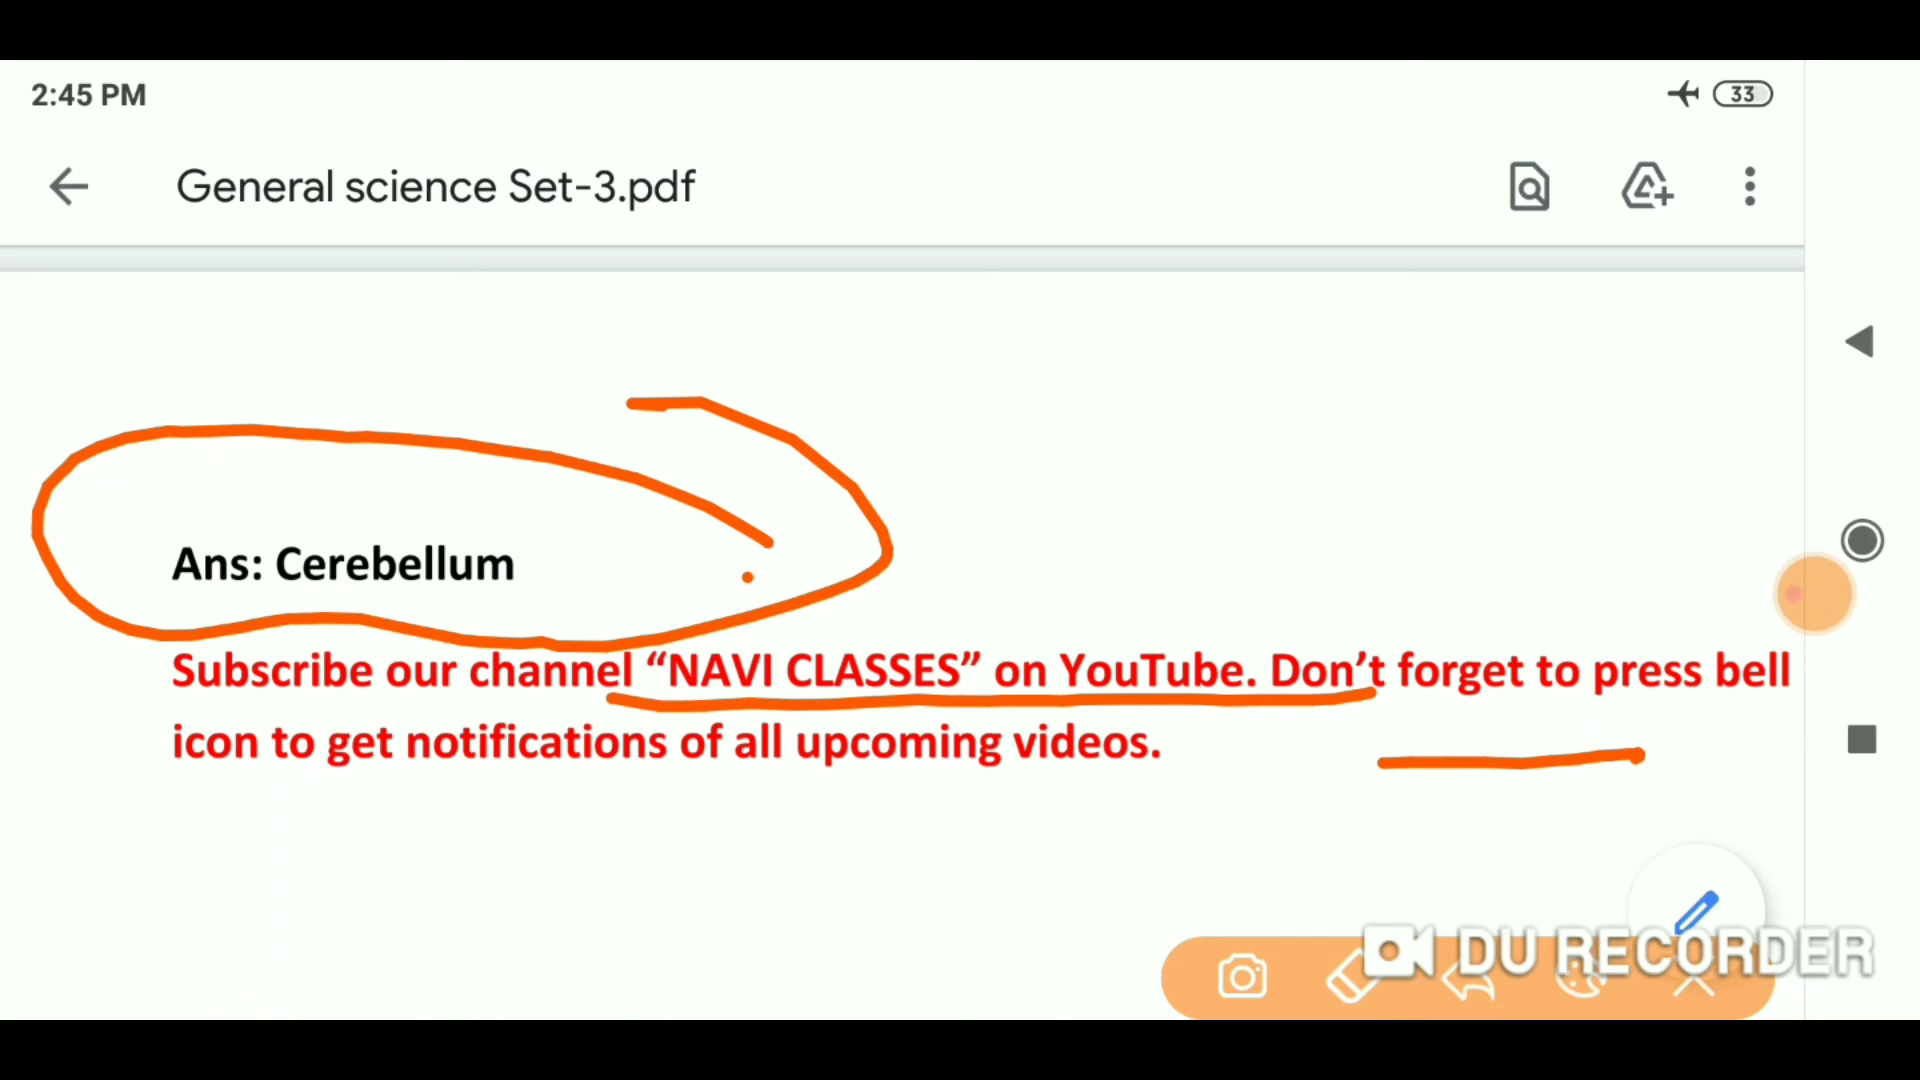 2:45 PM
33
General science Set-3.pdf
Ans: Cerebellum
Subscribe our channel “NAVI CLASSES” on YouTube. Don’t forget to press bell
icon to get notifications of all upcoming videos.
DU RECORDER